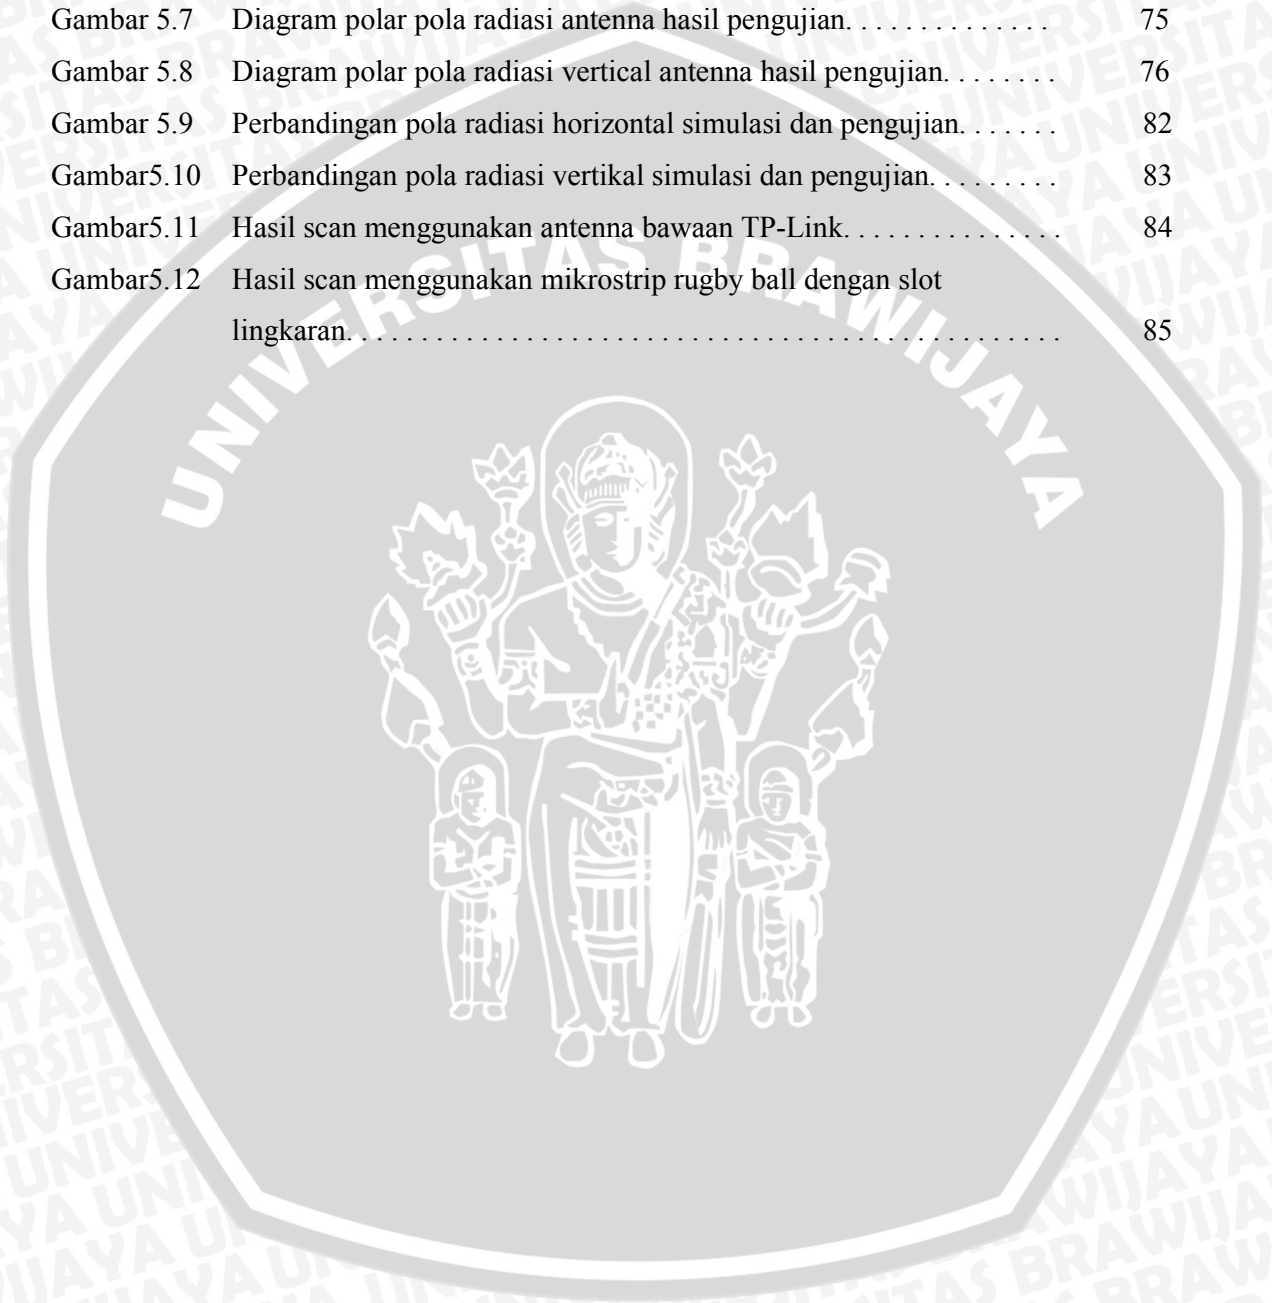 Gambar 5.7 Diagram polar pola radiasi antenna hasil pengujian. . . . . . . . . . . . . . 75
Gambar 5.8 Diagram polar pola radiasi vertical antenna hasil pengujian. . . . . . . . 76
Gambar 5.9 Perbandingan pola radiasi horizontal simulasi dan pengujian. . . . . . . 82
Gambar5.10 Perbandingan pola radiasi vertikal simulasi dan pengujian. . . . . . . . . 83
Gambar5.11 Hasil scan menggunakan antenna bawaan TP-Link. . . . . . . . . . . . . . . 84
Gambar5.12 Hasil scan menggunakan mikrostrip rugby ball dengan slot
lingkaran. . . . . . . . . . . . . . . . . . . . . . . . . . . . . . . . . . . . . . . . . . . . . . . . 85
UNIVERSITAS BRAWIJAYA